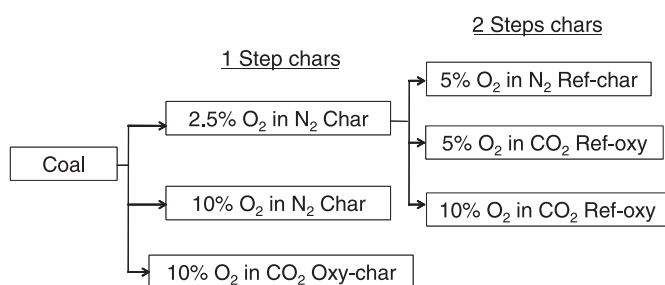 2 Steps chars
1 Step chars
5% O₂ in N₂ Ref-char
2.5% O₂ in N₂ Char
5% O₂ in CO₂ Ref-oxy
Coal
10% O₂ in N₂ Char
10% O₂ in CO₂ Ref-oxy
10% O₂ in CO₂ Oxy-char